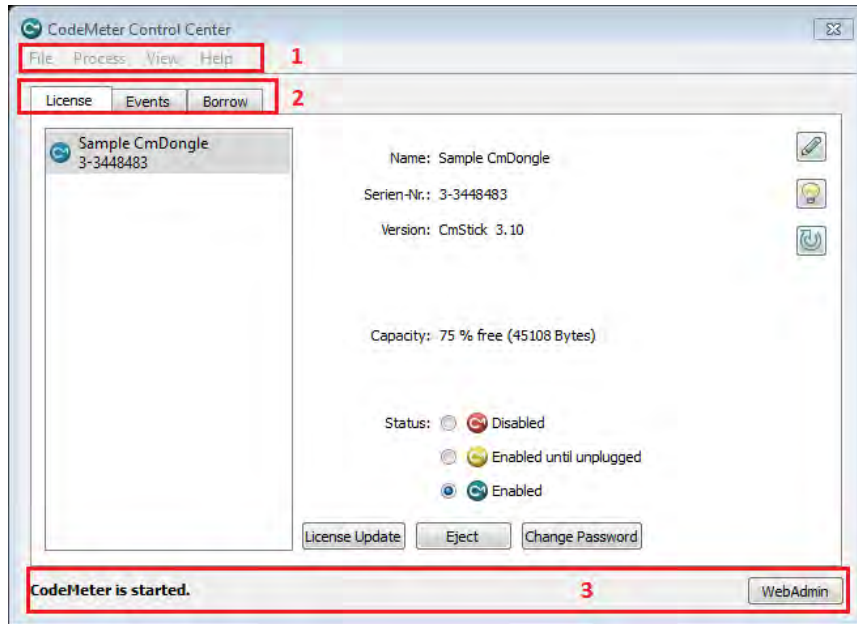 CodeMeter Control Center
File Process View Help 1
License Events Borrow 2
Sample CmDongle
3-3448483
Name: Sample CmDongle
Serien-Nr.: 3-3448483
Version: CmStick 3.10
Capacity: 75 % free (45108 Bytes)
Status: Disabled
Enabled until unplugged
Enabled
License Update Eject Change Password
CodeMeter is started. 3 WebAdmin